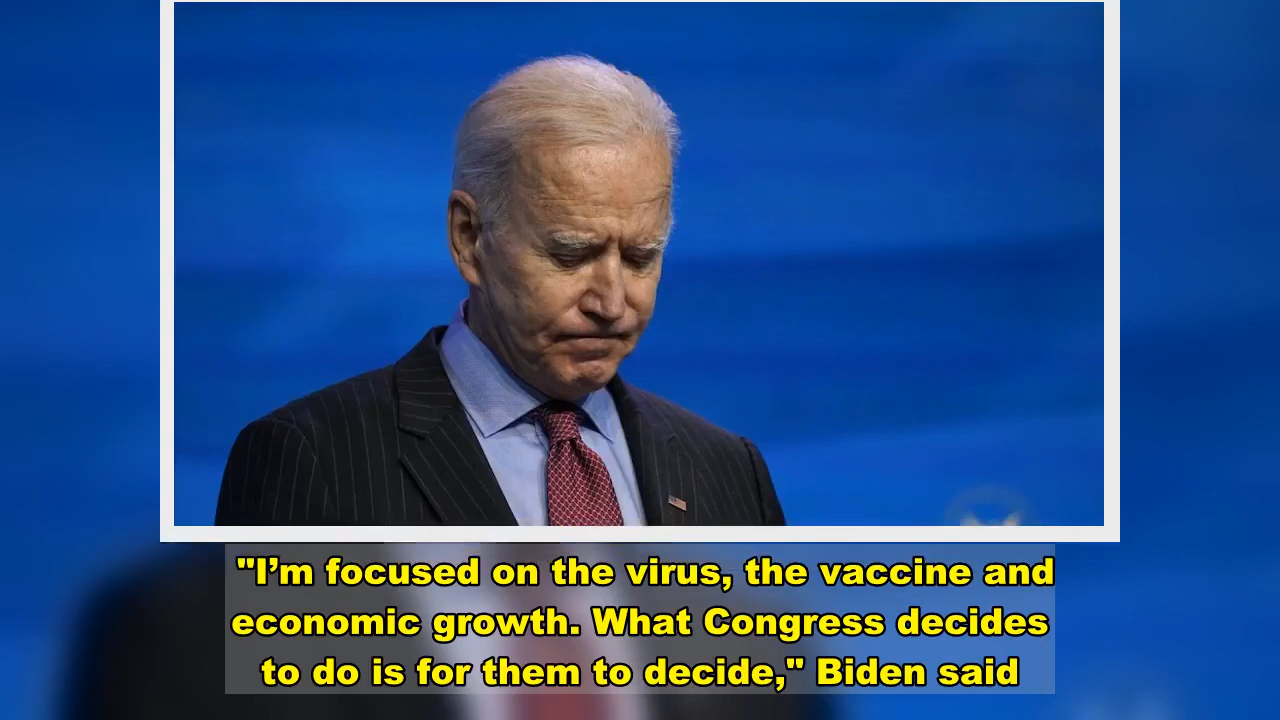 "I’m focused on the virus, the vaccine and
economic growth. What Congress decides
to do is for them to decide," Biden said